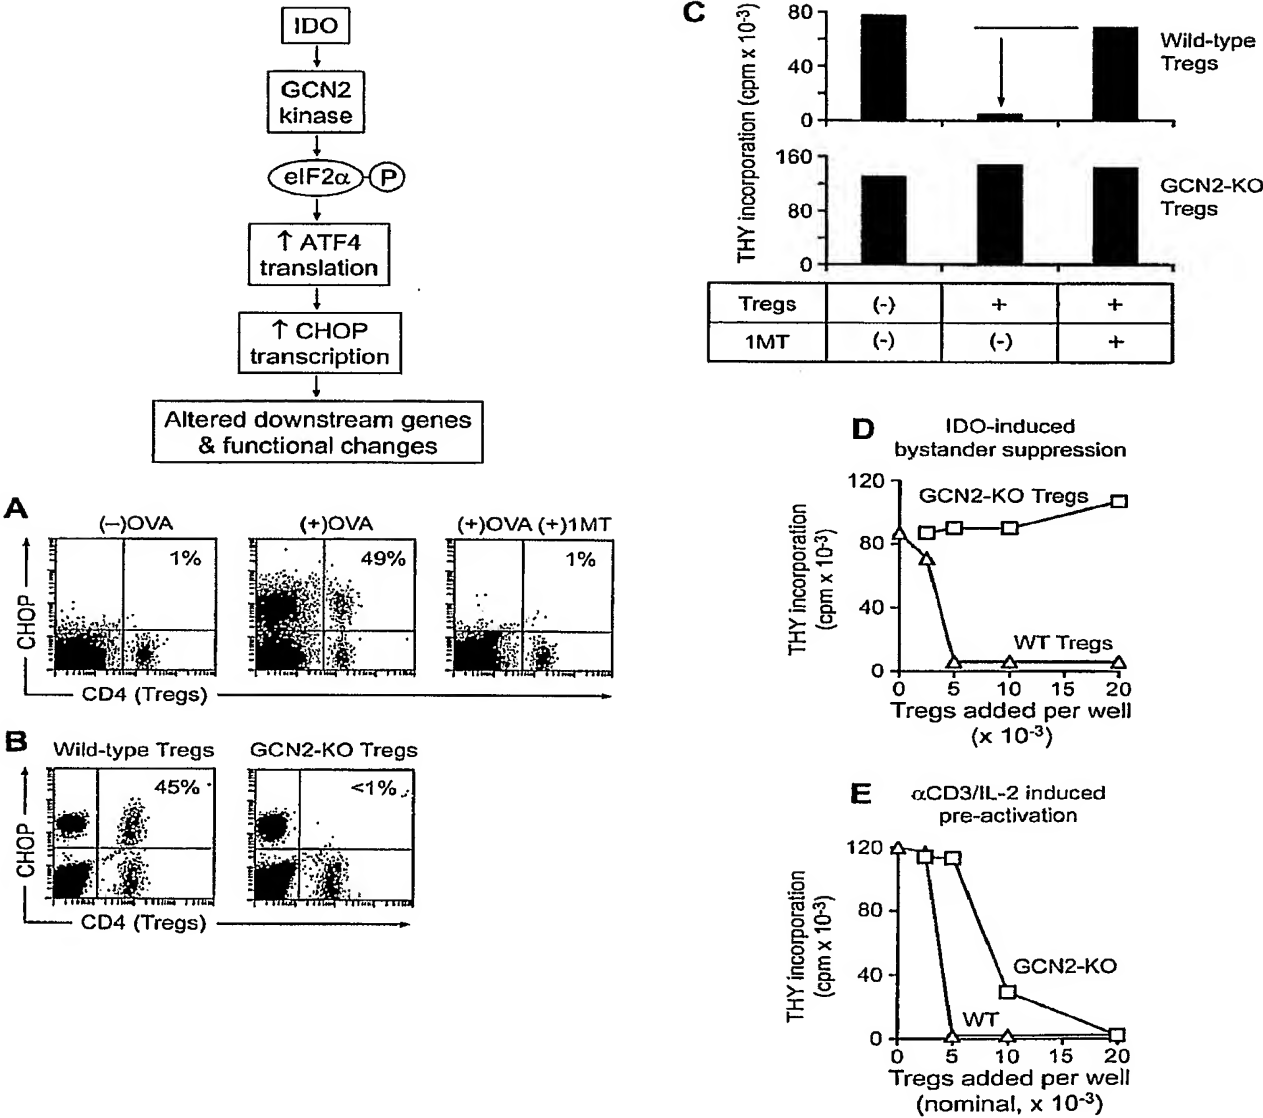 IDO
GCN2
kinase
eIF2α P
↑ ATF4
translation
↑ CHOP
transcription
Altered downstream genes
& functional changes
A
(−)OVA
(+)OVA
(+)OVA (+)1MT
1%
49%
1%
CHOP
CD4 (Tregs)
B
Wild-type Tregs
GCN2-KO Tregs
45%
<1%
CHOP
CD4 (Tregs)
C
THY incorporation (cpm x 10-3)
80
40
0
Wild-type
Tregs
THY incorporation (cpm x 10-3)
160
80
0
GCN2-KO
Tregs
Tregs (-) + +
1MT (-) (-) +
D
IDO-induced
bystander suppression
THY incorporation
(cpm x 10-3)
120
80
40
0
GCN2-KO Tregs
WT Tregs
0 5 10 15 20
Tregs added per well
(x 10-3)
E
αCD3/IL-2 induced
pre-activation
THY incorporation
(cpm x 10-3)
120
80
40
0
GCN2-KO
WT
0 5 10 15 20
Tregs added per well
(nominal, x 10-3)